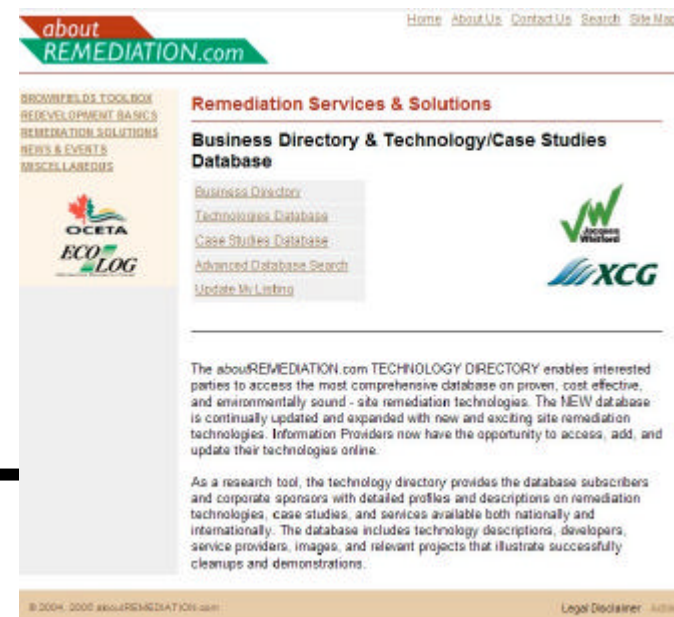 about
REMEDIATION.com
Home About Us Contact Us Search Site Map
BROWNFIELDS TOOLBOX
REDEVELOPMENT BASICS
REMEDIATION SOLUTIONS
NEWS & EVENTS
MISCELLANEOUS
OCETA
ECO LOG
Remediation Services & Solutions
Business Directory & Technology/Case Studies
Database
Business Directory
Technologies Database
Case Studies Database
Advanced Database Search
Update My Listing
JW
Jacques
Whitford
XCG
The aboutREMEDIATION.com TECHNOLOGY DIRECTORY enables interested
parties to access the most comprehensive database on proven, cost effective,
and environmentally sound - site remediation technologies. The NEW database
is continually updated and expanded with new and exciting site remediation
technologies. Information Providers now have the opportunity to access, add, and
update their technologies online.
As a research tool, the technology directory provides the database subscribers
and corporate sponsors with detailed profiles and descriptions on remediation
technologies, case studies, and services available both nationally and
internationally. The database includes technology descriptions, developers,
service providers, images, and relevant projects that illustrate successfully
cleanups and demonstrations.
© 2004, 2005 aboutREMEDIATION.com
Legal Disclaimer